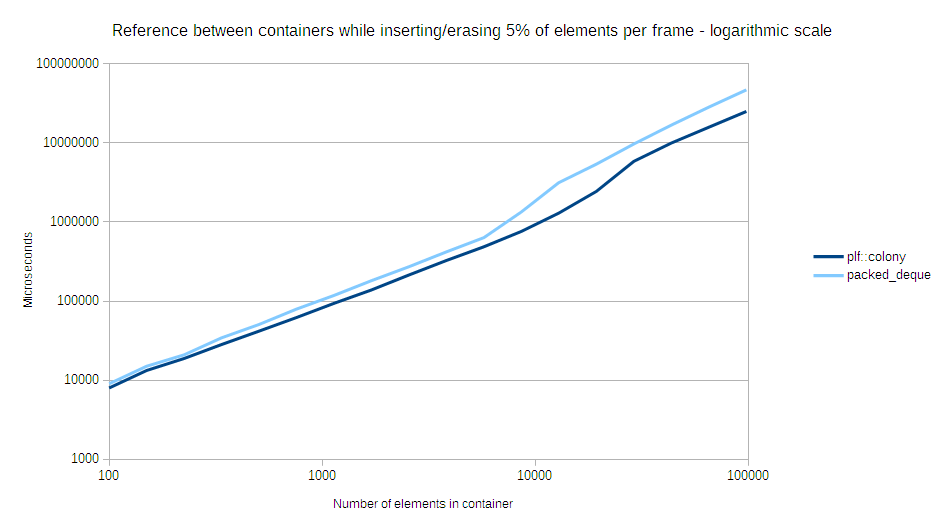 Reference between containers while inserting/erasing 5% of elements per frame - logarithmic scale
100000000
10000000
1000000
100000
10000
1000
Microseconds
100
1000
10000
100000
Number of elements in container
plf::colony
packed_deque